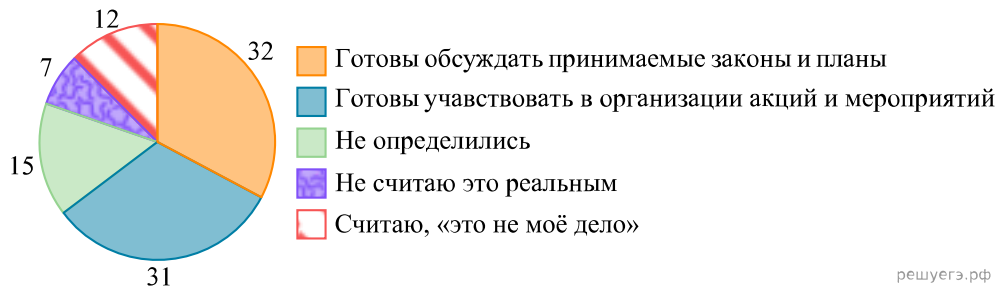 12
32
7
15
31
Готовы обсуждать принимаемые законы и планы
Готовы учавствовать в организации акций и мероприятий
Не определились
Не считаю это реальным
Считаю, «это не моё дело»
решуегэ.рф